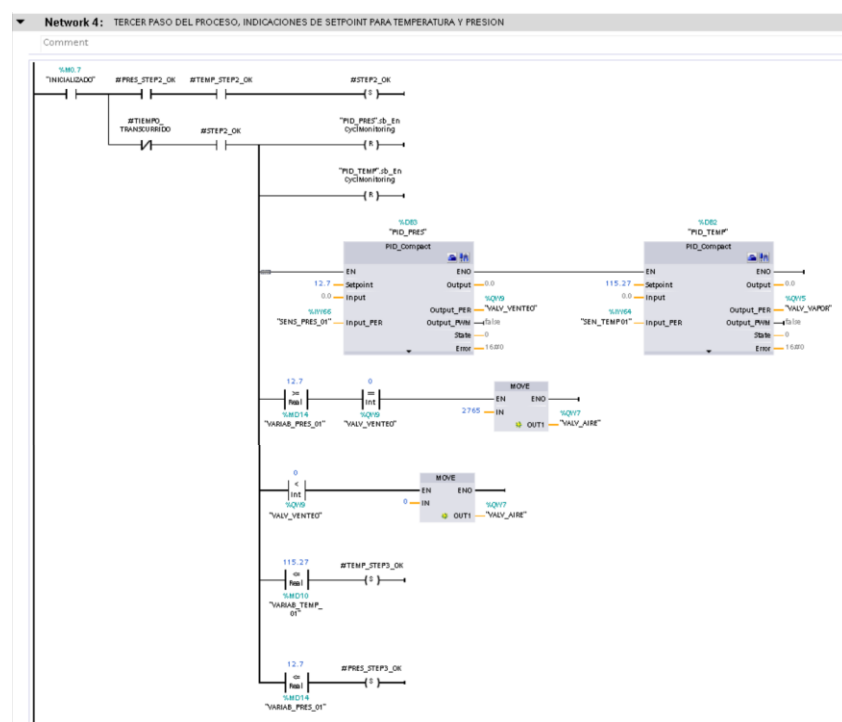 Network 4: TERCER PASO DEL PROCESO, INDICACIONES DE SETPOINT PARA TEMPERATURA Y PRESION
Comment
%M0.7
"INICIALIZADO" #PRES_STEP2_OK #TEMP_STEP2_OK #STEP2_OK
( S )
#TIEMPO_
TRANSCURRIDO #STEP2_OK
"PID_PRES".sb_En
CyclMonitoring
( R )
"PID_TEMP".sb_En
CyclMonitoring
( R )
%DB3 %DB2
"PID_PRES" "PID_TEMP"
PID_Compact PID_Compact
EN ENO EN ENO
12.7 Setpoint Output 0.0 115.27 Setpoint Output 0.0
0.0 Input 0.0 Input
%QW9 %QW5
Output_PER "VALV_VENTEO" Output_PER "VALV_VAPOR"
%IW66 %IW64
"SENS_PRES_01" Input_PER Output_PWM false "SEN_TEMP01" Input_PER Output_PWM false
State 0 State 0
Error 16#0 Error 16#0
12.7 0 MOVE
>= == EN ENO
Real Int 2765 IN
%MD14 %QW9 %QW7
"VARIAB_PRES_01" "VALV_VENTEO" OUT1 "VALV_AIRE"
0 MOVE
< EN ENO
Int 0 IN
%QW9 %QW7
"VALV_VENTEO" OUT1 "VALV_AIRE"
115.27 #TEMP_STEP3_OK
Real ( S )
%MD10
"VARIAB_TEMP_
01"
12.7 #PRES_STEP3_OK
Real ( S )
%MD14
"VARIAB_PRES_01"